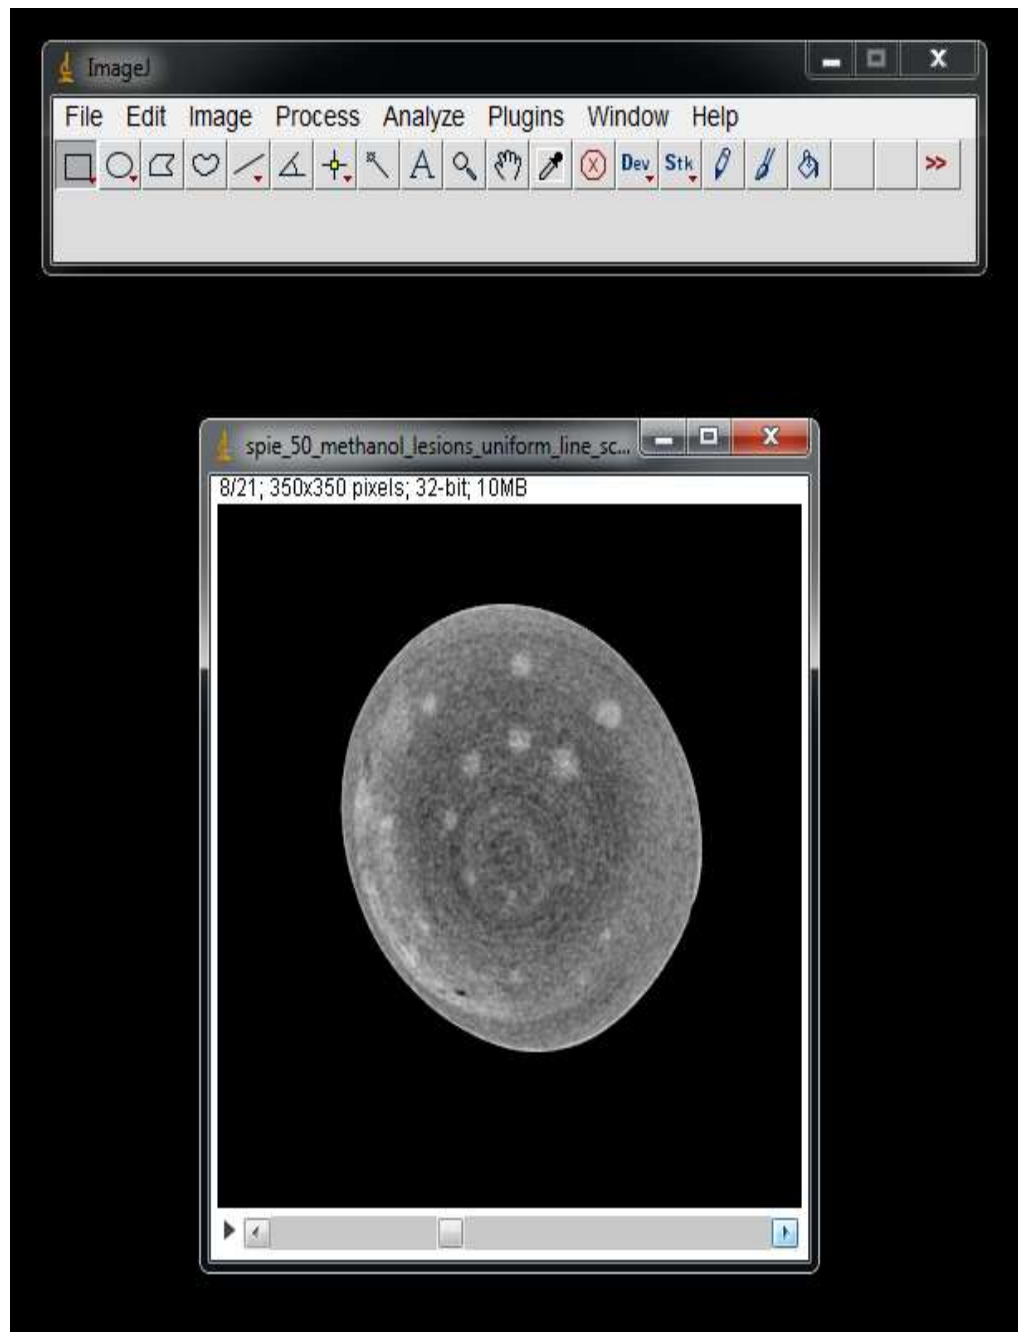 ImageJ
File Edit Image Process Analyze Plugins Window Help
A Dev Stk >>
spie_50_methanol_lesions_uniform_line_sc...
8/21; 350x350 pixels; 32-bit; 10MB